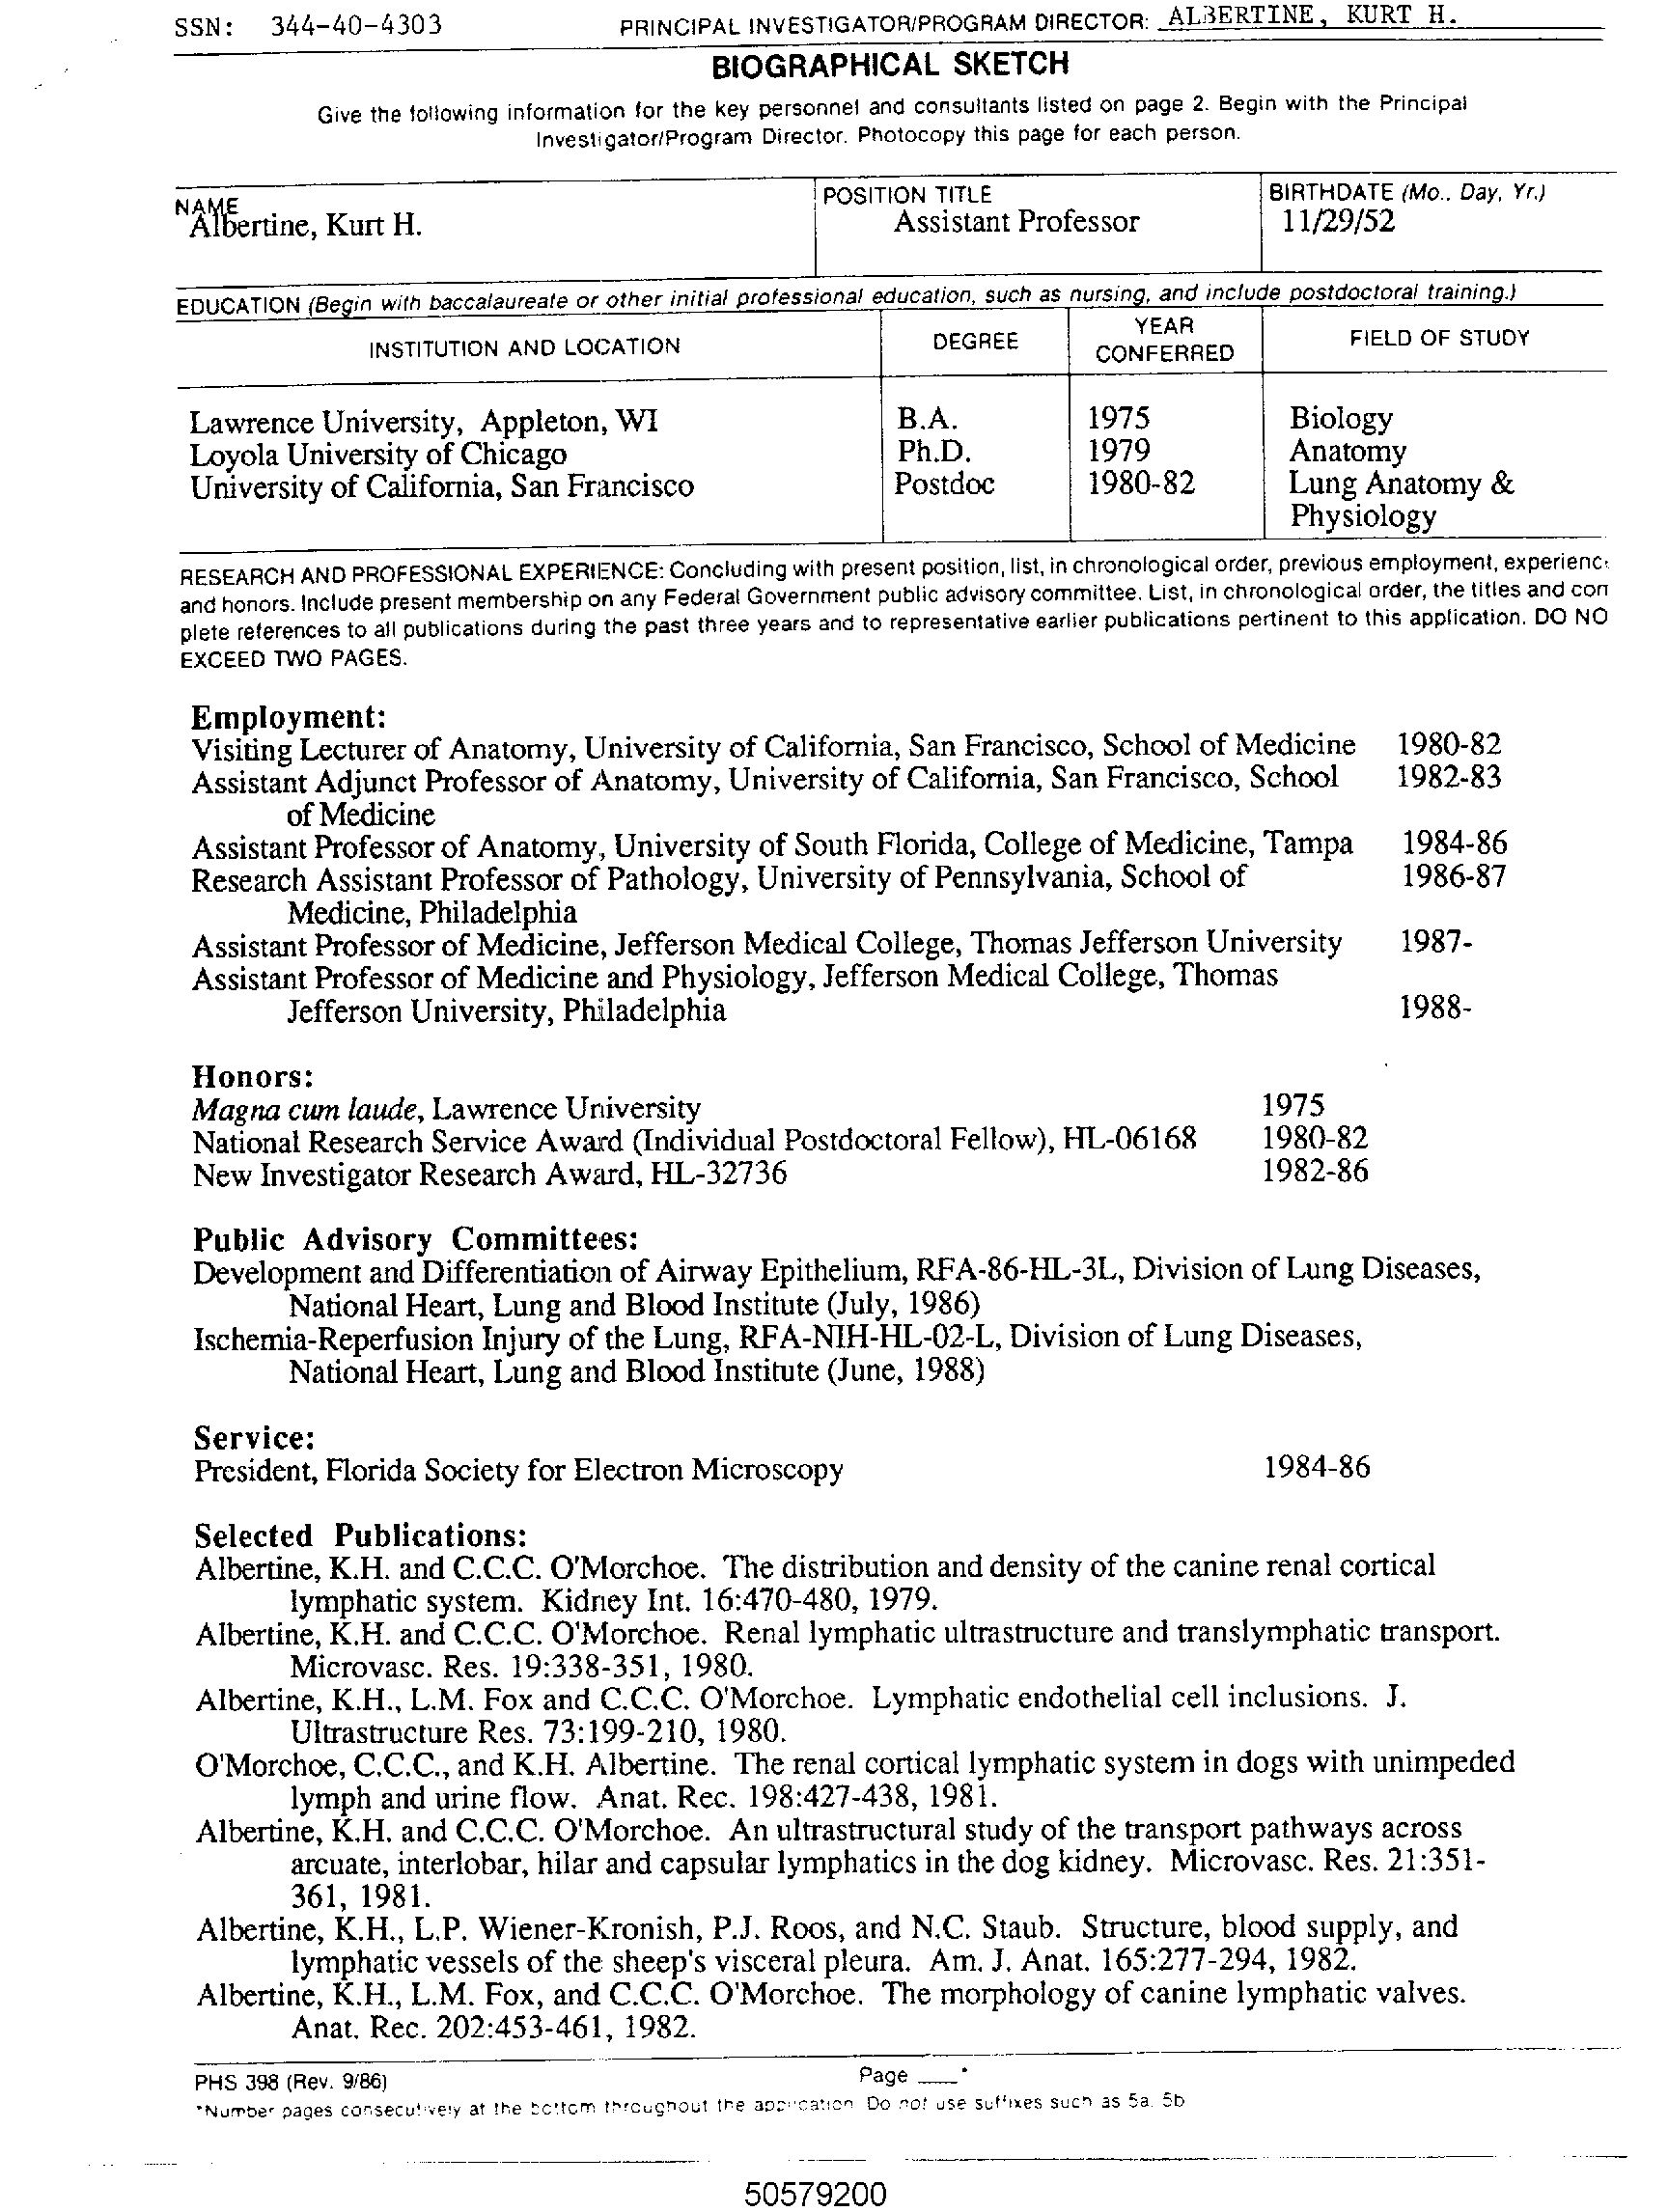 SSN: 344-40-4303 PRINCIPAL INVESTIGATOR/PROGRAM DIRECTOR: ALBERTINE, KURT H.
BIOGRAPHICAL SKETCH
Give the following information for the key personnel and consultants listed on page 2. Begin with the Principal
Investigator/Program Director. Photocopy this page for each person.
NAME POSITION TITLE BIRTHDATE (Mo., Day, Yr.)
Albertine, Kurt H. Assistant Professor 11/29/52
EDUCATION (Begin with baccalaureate or other initial professional education, such as nursing, and include postdoctoral training.)
INSTITUTION AND LOCATION DEGREE YEAR CONFERRED FIELD OF STUDY
Lawrence University, Appleton, WI B.A. 1975 Biology
Loyola University of Chicago Ph.D. 1979 Anatomy
University of California, San Francisco Postdoc 1980-82 Lung Anatomy &
Physiology
RESEARCH AND PROFESSIONAL EXPERIENCE: Concluding with present position, list, in chronological order, previous employment, experienc
and honors. Include present membership on any Federal Government public advisory committee. List, in chronological order, the titles and com
plete references to all publications during the past three years and to representative earlier publications pertinent to this application. DO NO
EXCEED TWO PAGES.
Employment:
Visiting Lecturer of Anatomy, University of California, San Francisco, School of Medicine 1980-82
Assistant Adjunct Professor of Anatomy, University of California, San Francisco, School 1982-83
of Medicine
Assistant Professor of Anatomy, University of South Florida, College of Medicine, Tampa 1984-86
Research Assistant Professor of Pathology, University of Pennsylvania, School of 1986-87
Medicine, Philadelphia
Assistant Professor of Medicine, Jefferson Medical College, Thomas Jefferson University 1987-
Assistant Professor of Medicine and Physiology, Jefferson Medical College, Thomas
Jefferson University, Philadelphia 1988-
Honors:
Magna cum laude, Lawrence University 1975
National Research Service Award (Individual Postdoctoral Fellow), HL-06168 1980-82
New Investigator Research Award, HL-32736 1982-86
Public Advisory Committees:
Development and Differentiation of Airway Epithelium, RFA-86-HL-3L, Division of Lung Diseases,
National Heart, Lung and Blood Institute (July, 1986)
Ischemia-Reperfusion Injury of the Lung, RFA-NIH-HL-02-L, Division of Lung Diseases,
National Heart, Lung and Blood Institute (June, 1988)
Service:
President, Florida Society for Electron Microscopy 1984-86
Selected Publications:
Albertine, K.H. and C.C.C. O'Morchoe. The distribution and density of the canine renal cortical
lymphatic system. Kidney Int. 16:470-480, 1979.
Albertine, K.H. and C.C.C. O'Morchoe. Renal lymphatic ultrastructure and translymphatic transport.
Microvasc. Res. 19:338-351, 1980.
Albertine, K.H., L.M. Fox and C.C.C. O'Morchoe. Lymphatic endothelial cell inclusions. J.
Ultrastructure Res. 73:199-210, 1980.
O'Morchoe, C.C.C., and K.H. Albertine. The renal cortical lymphatic system in dogs with unimpeded
lymph and urine flow. Anat. Rec. 198:427-438, 1981.
Albertine, K.H. and C.C.C. O'Morchoe. An ultrastructural study of the transport pathways across
arcuate, interlobar, hilar and capsular lymphatics in the dog kidney. Microvasc. Res. 21:351-
361, 1981.
Albertine, K.H., L.P. Wiener-Kronish, P.J. Roos, and N.C. Staub. Structure, blood supply, and
lymphatic vessels of the sheep's visceral pleura. Am. J. Anat. 165:277-294, 1982.
Albertine, K.H., L.M. Fox, and C.C.C. O'Morchoe. The morphology of canine lymphatic valves.
Anat. Rec. 202:453-461, 1982.
PHS 398 (Rev. 9/86) Page ___*
*Number pages consecutively at the bottom throughout the application. Do not use suffixes such as 5a, 5b
50579200